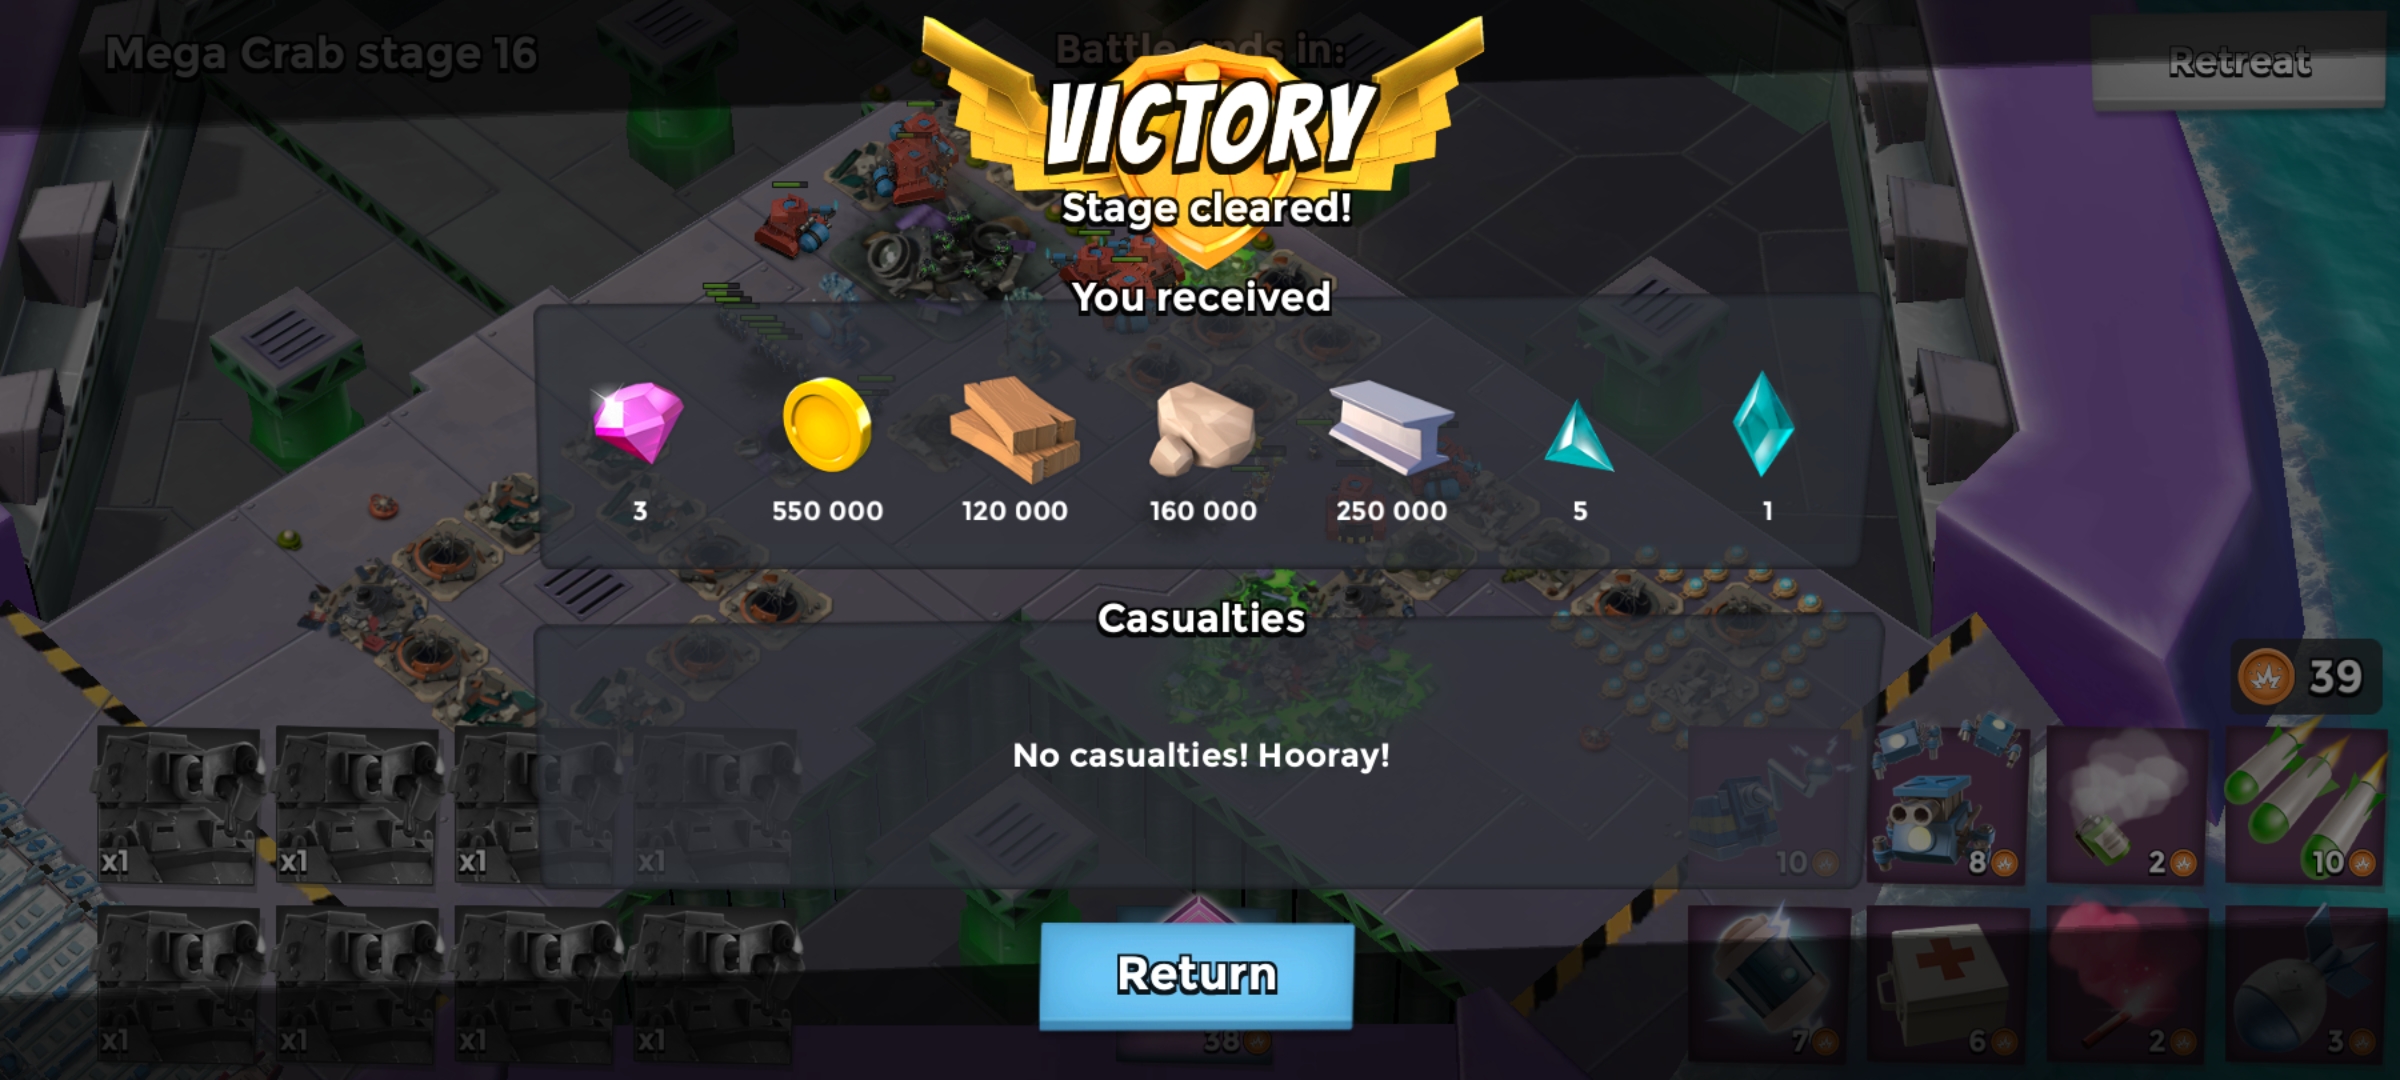 Mega Crab stage 16
Battle ends in:
Retreat
VICTORY
Stage cleared!
You received
3
550 000
120 000
160 000
250 000
5
1
Casualties
39
No casualties! Hooray!
x1
x1
x1
x1
10
8
2
10
Return
x1
x1
x1
x1
38
7
6
2
3